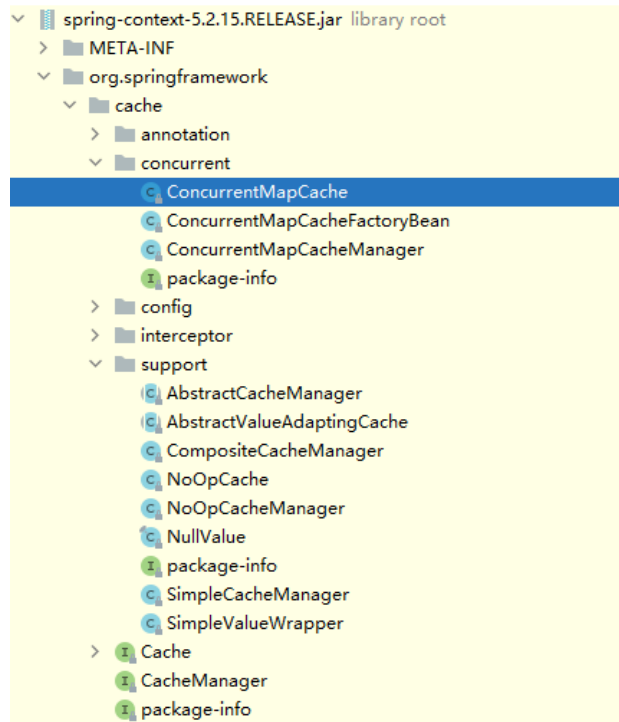 spring-context-5.2.15.RELEASE.jar library root
META-INF
org.springframework
cache
annotation
concurrent
C ConcurrentMapCache
C ConcurrentMapCacheFactoryBean
C ConcurrentMapCacheManager
I package-info
config
interceptor
support
C AbstractCacheManager
C AbstractValueAdaptingCache
C CompositeCacheManager
C NoOpCache
C NoOpCacheManager
C NullValue
I package-info
C SimpleCacheManager
C SimpleValueWrapper
I Cache
I CacheManager
I package-info